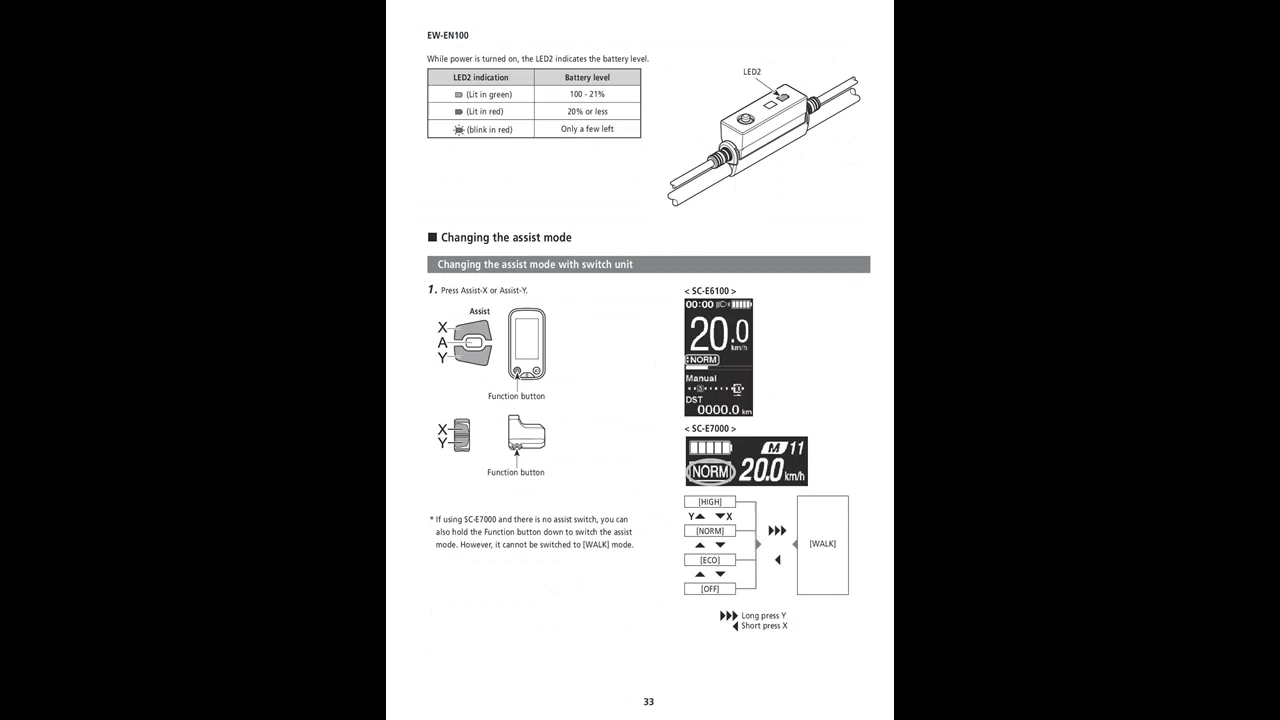 EW-EN100
While power is turned on, the LED2 indicates the battery level.
LED2 indication Battery level
(Lit in green) 100 - 21%
(Lit in red) 20% or less
(blink in red) Only a few left
LED2
■ Changing the assist mode
Changing the assist mode with switch unit
1. Press Assist-X or Assist-Y.
Assist
X
A
Y
Function button
X
Y
Function button
* If using SC-E7000 and there is no assist switch, you can
also hold the Function button down to switch the assist
mode. However, it cannot be switched to [WALK] mode.
< SC-E6100 >
00:00
20.0
km/h
NORM
Manual
DST
0000.0 km
< SC-E7000 >
M 11
NORM 20.0 km/h
[HIGH]
Y X
[NORM]
[ECO]
[OFF]
[WALK]
Long press Y
Short press X
33